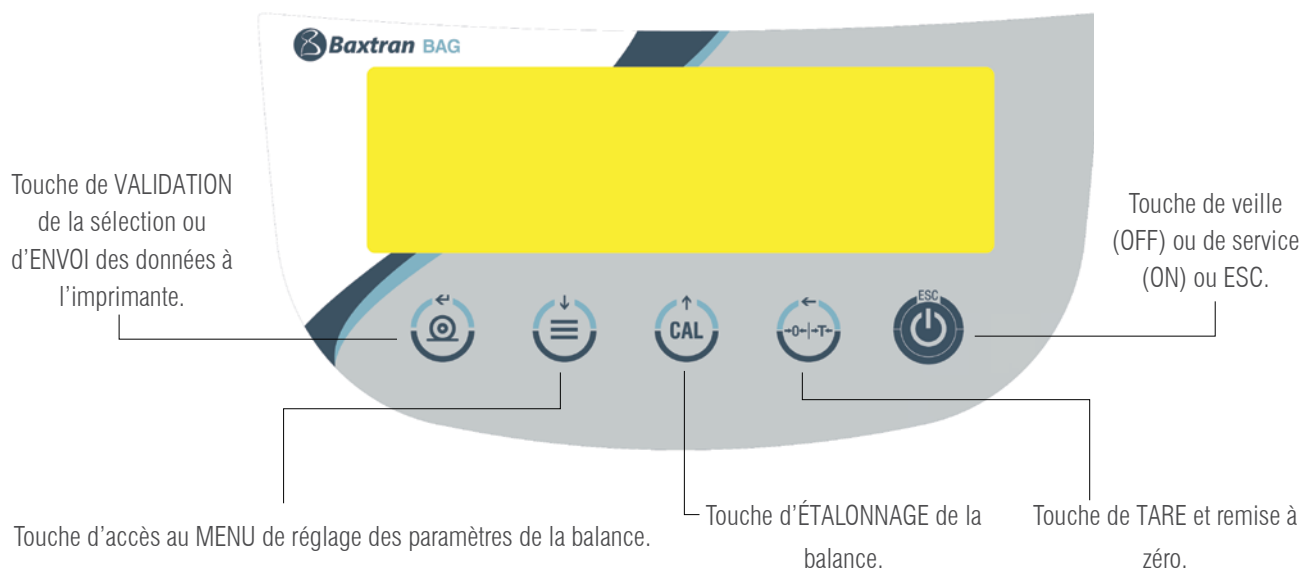 Baxtran BAG
Touche de VALIDATION
de la sélection ou
d’ENVOI des données à
l’imprimante.
Touche de veille
(OFF) ou de service
(ON) ou ESC.
ESC
CAL
→0←|→T←
Touche d’accès au MENU de réglage des paramètres de la balance.
Touche d’ÉTALONNAGE de la
balance.
Touche de TARE et remise à
zéro.